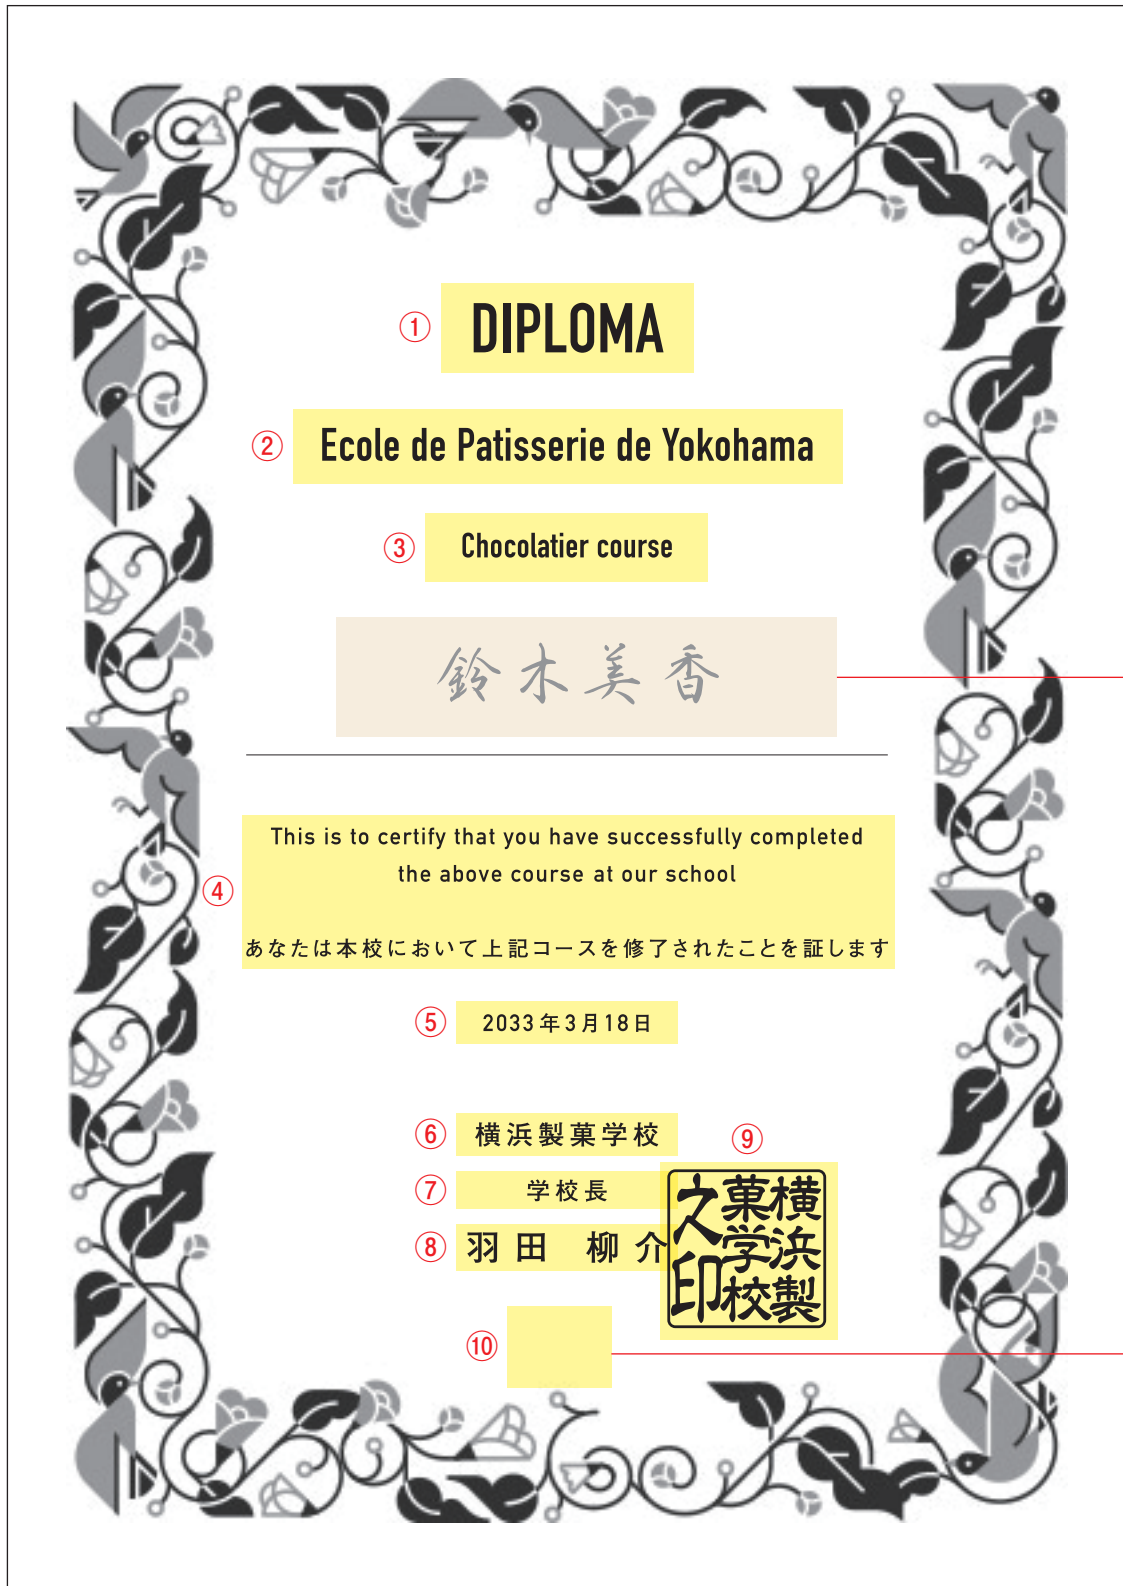 ① DIPLOMA
② Ecole de Patisserie de Yokohama
③ Chocolatier course
鈴木美香
④ This is to certify that you have successfully completed
the above course at our school
あなたは本校において上記コースを修了されたことを証します
⑤ 2033年3月18日
⑥ 横浜製菓学校
⑨
⑦ 学校長
⑧ 羽田 柳介
横浜製
菓学校
之印
⑩